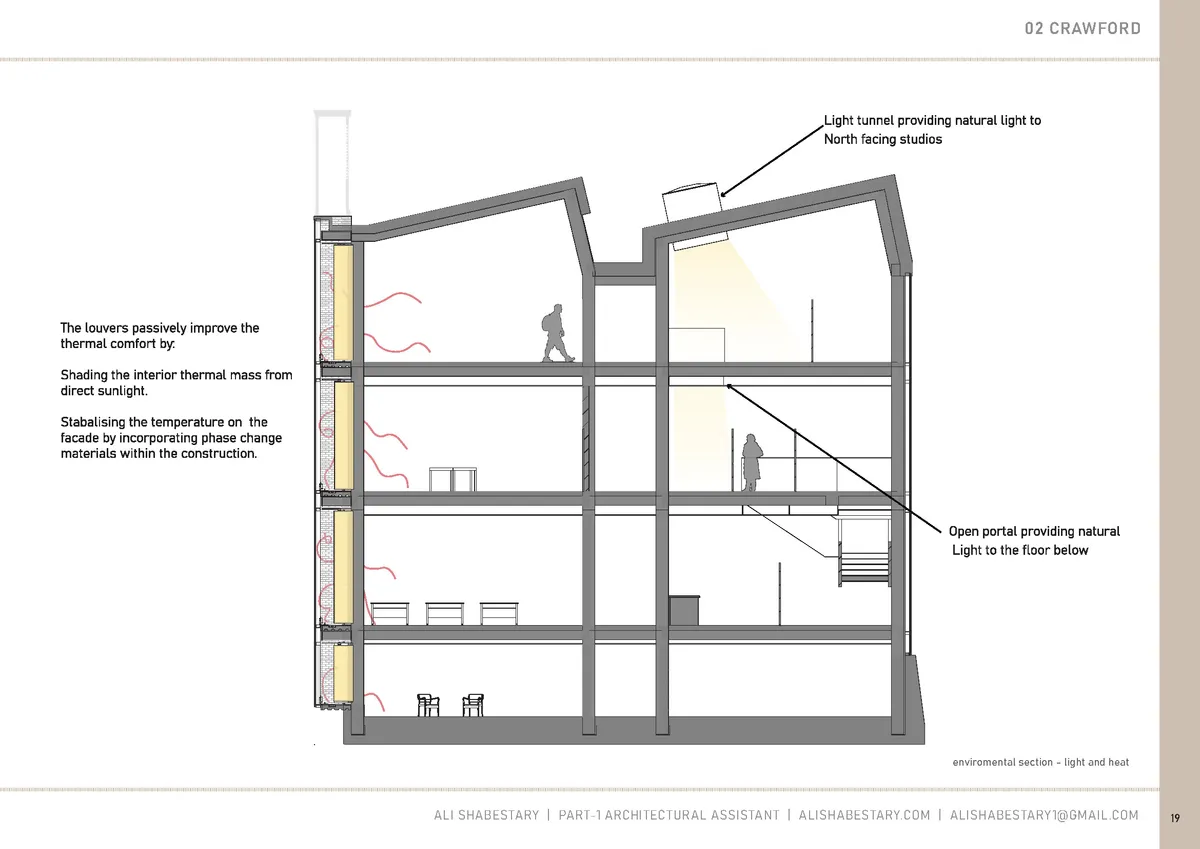 02 CRAWFORD
Light tunnel providing natural light to
North facing studios
The louvers passively improve the
thermal comfort by:
Shading the interior thermal mass from
direct sunlight.
Stabalising the temperature on the
facade by incorporating phase change
materials within the construction.
Open portal providing natural
Light to the floor below
enviromental section - light and heat
ALI SHABESTARY | PART-1 ARCHITECTURAL ASSISTANT | ALISHABESTARY.COM | ALISHABESTARY1@GMAIL.COM
19